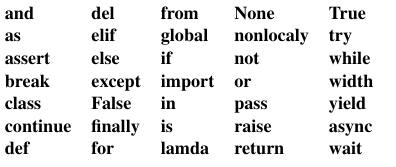 and del from None True
as elif global nonlocaly try
assert else if not while
break except import or width
class False in pass yield
continue finally is raise async
def for lamda return wait